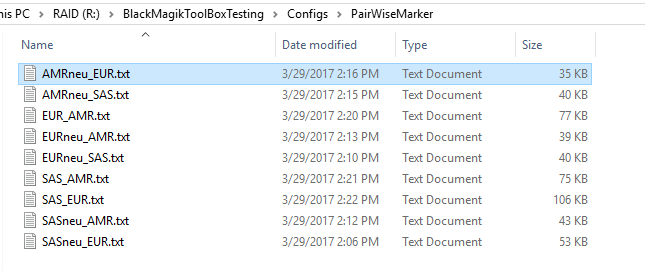 his PC > RAID (R:) > BlackMagikToolBoxTesting > Configs > PairWiseMarker
Name Date modified Type Size
AMRneu_EUR.txt 3/29/2017 2:16 PM Text Document 35 KB
AMRneu_SAS.txt 3/29/2017 2:15 PM Text Document 40 KB
EUR_AMR.txt 3/29/2017 2:20 PM Text Document 77 KB
EURneu_AMR.txt 3/29/2017 2:13 PM Text Document 39 KB
EURneu_SAS.txt 3/29/2017 2:10 PM Text Document 40 KB
SAS_AMR.txt 3/29/2017 2:21 PM Text Document 75 KB
SAS_EUR.txt 3/29/2017 2:22 PM Text Document 106 KB
SASneu_AMR.txt 3/29/2017 2:12 PM Text Document 43 KB
SASneu_EUR.txt 3/29/2017 2:06 PM Text Document 53 KB